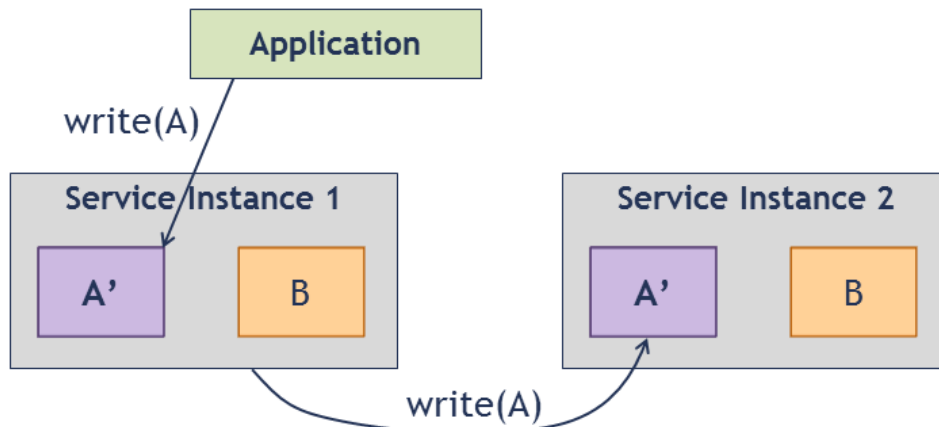 Application
write(A)
Service Instance 1
Service Instance 2
A’
B
A’
B
write(A)